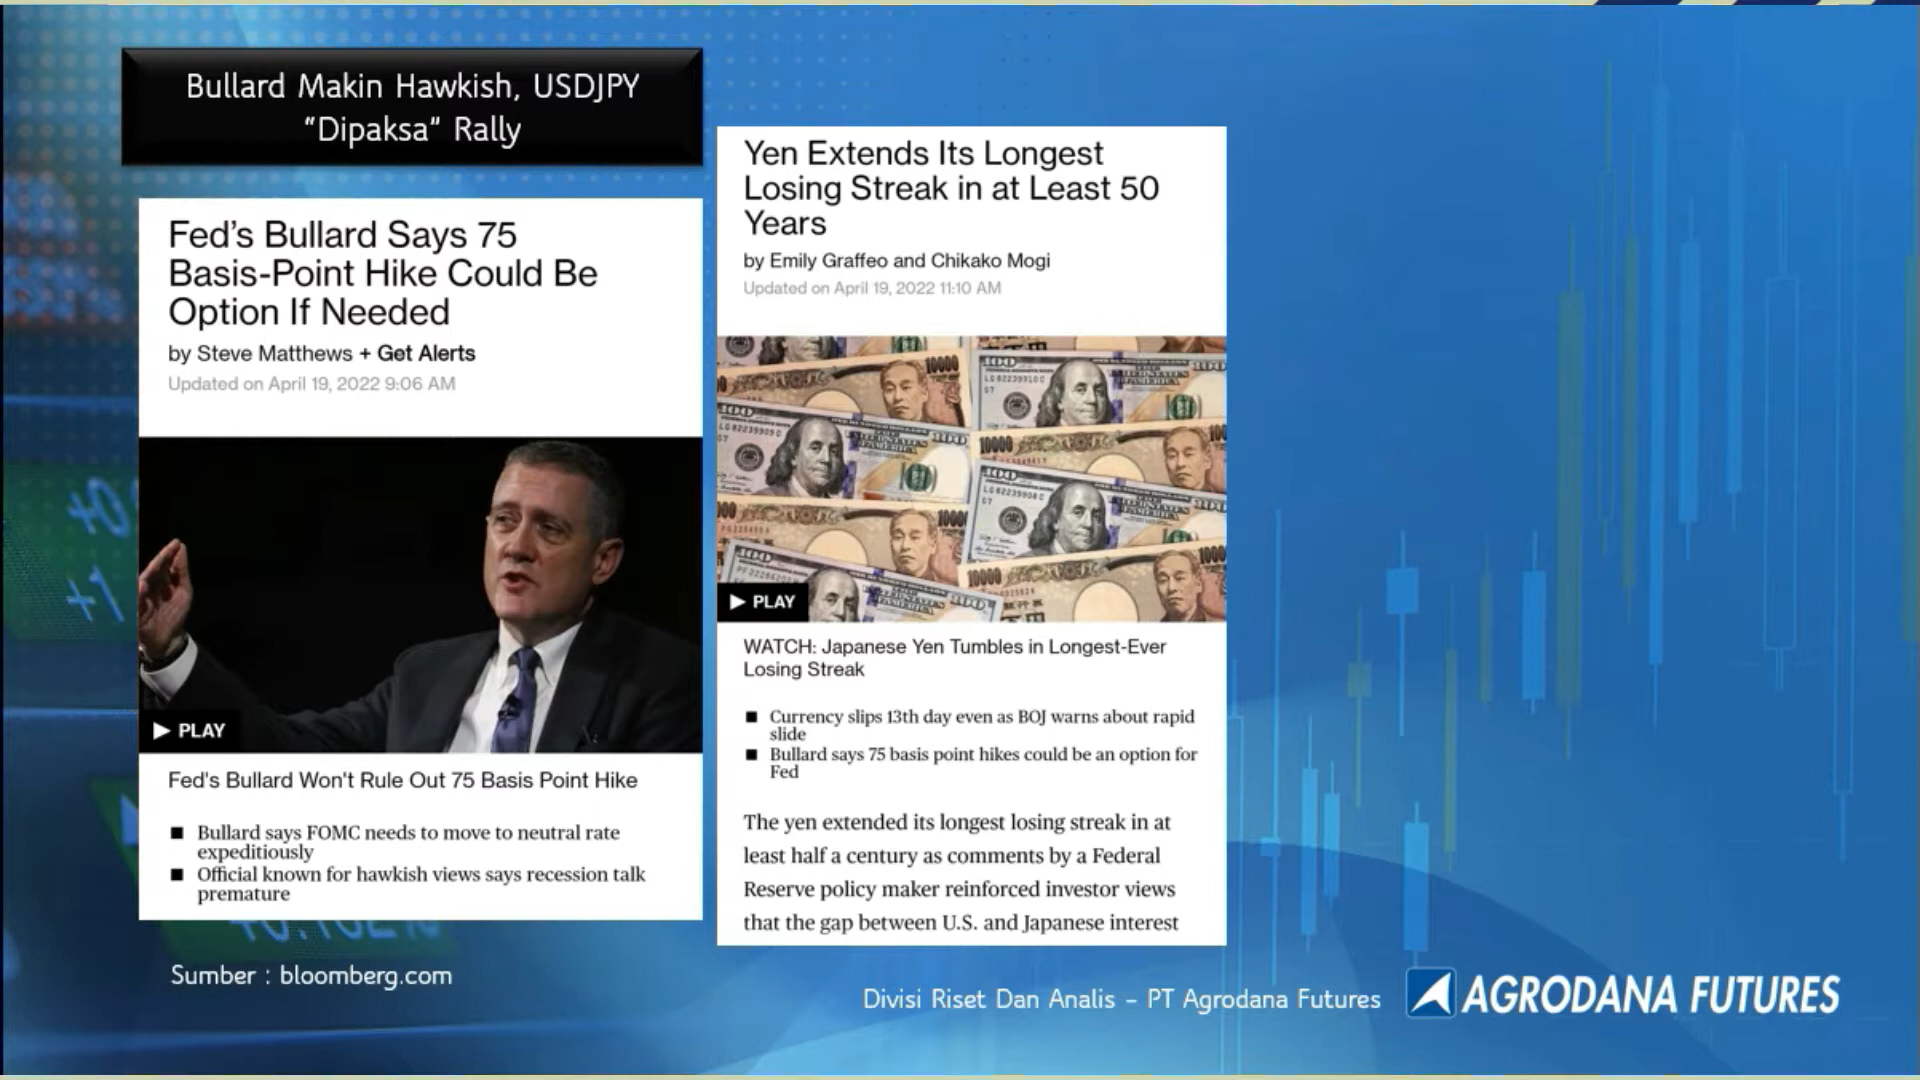 Bullard Makin Hawkish, USDJPY
“Dipaksa” Rally
Fed’s Bullard Says 75
Basis-Point Hike Could Be
Option If Needed
by Steve Matthews + Get Alerts
Updated on April 19, 2022 9:06 AM
PLAY
Fed's Bullard Won't Rule Out 75 Basis Point Hike
■ Bullard says FOMC needs to move to neutral rate
expeditiously
■ Official known for hawkish views says recession talk
premature
Sumber : bloomberg.com
Yen Extends Its Longest
Losing Streak in at Least 50
Years
by Emily Graffeo and Chikako Mogi
Updated on April 19, 2022 11:10 AM
PLAY
WATCH: Japanese Yen Tumbles in Longest-Ever
Losing Streak
■ Currency slips 13th day even as BOJ warns about rapid
slide
■ Bullard says 75 basis point hikes could be an option for
Fed
The yen extended its longest losing streak in at
least half a century as comments by a Federal
Reserve policy maker reinforced investor views
that the gap between U.S. and Japanese interest
Divisi Riset Dan Analis – PT Agrodana Futures
AGRODANA FUTURES